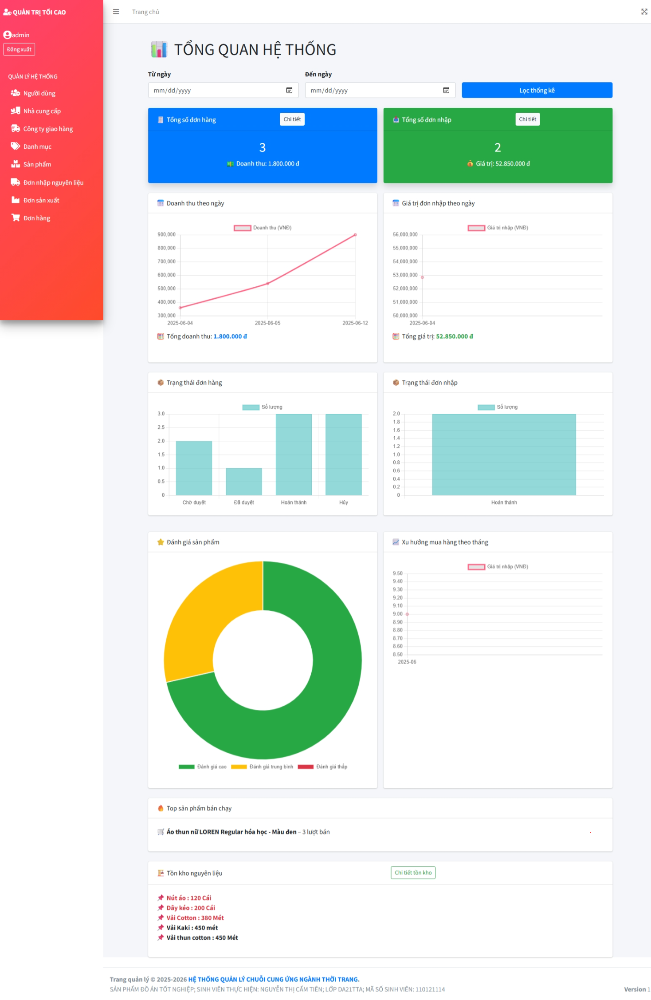 QUẢN TRỊ TỐI CAO
admin
Đăng xuất
QUẢN LÝ HỆ THỐNG
Người dùng
Nhà cung cấp
Công ty giao hàng
Danh mục
Sản phẩm
Đơn nhập nguyên liệu
Đơn sản xuất
Đơn hàng
Trang chủ
TỔNG QUAN HỆ THỐNG
Từ ngày
Đến ngày
mm/dd/yyyy
mm/dd/yyyy
Lọc thống kê
Tổng số đơn hàng
Chi tiết
3
Doanh thu: 1.800.000 đ
Tổng số đơn nhập
Chi tiết
2
Giá trị: 52.850.000 đ
Doanh thu theo ngày
Doanh thu (VNĐ)
900,000
800,000
700,000
600,000
500,000
400,000
300,000
2025-06-04 2025-06-05 2025-06-12
Tổng doanh thu: 1.800.000 đ
Giá trị đơn nhập theo ngày
Giá trị nhập (VNĐ)
56,000,000
55,000,000
54,000,000
53,000,000
52,000,000
51,000,000
50,000,000
2025-06-04
Tổng giá trị: 52.850.000 đ
Trạng thái đơn hàng
Số lượng
3.0
2.5
2.0
1.5
1.0
0.5
0
Chờ duyệt Đã duyệt Hoàn thành Hủy
Trạng thái đơn nhập
Số lượng
2.0
1.8
1.6
1.4
1.2
1.0
0.8
0.6
0.4
0.2
0
Hoàn thành
Đánh giá sản phẩm
Đánh giá cao Đánh giá trung bình Đánh giá thấp
Xu hướng mua hàng theo tháng
Giá trị nhập (VNĐ)
9.50
9.40
9.30
9.20
9.10
9.00
8.90
8.80
8.70
8.60
8.50
2025-06
Top sản phẩm bán chạy
Áo thun nữ LOREN Regular hóa học - Màu đen – 3 lượt bán
Tồn kho nguyên liệu
Chi tiết tồn kho
Nút áo : 120 Cái
Dây kéo : 200 Cái
Vải Cotton : 380 Mét
Vải Kaki : 450 mét
Vải thun cotton : 450 Mét
Trang quản lý © 2025-2026 HỆ THỐNG QUẢN LÝ CHUỖI CUNG ỨNG NGÀNH THỜI TRANG.
SẢN PHẨM ĐỒ ÁN TỐT NGHIỆP; SINH VIÊN THỰC HIỆN: NGUYỄN THỊ CẨM TIÊN; LỚP DA21TTA; MÃ SỐ SINH VIÊN: 110121114
Version 1